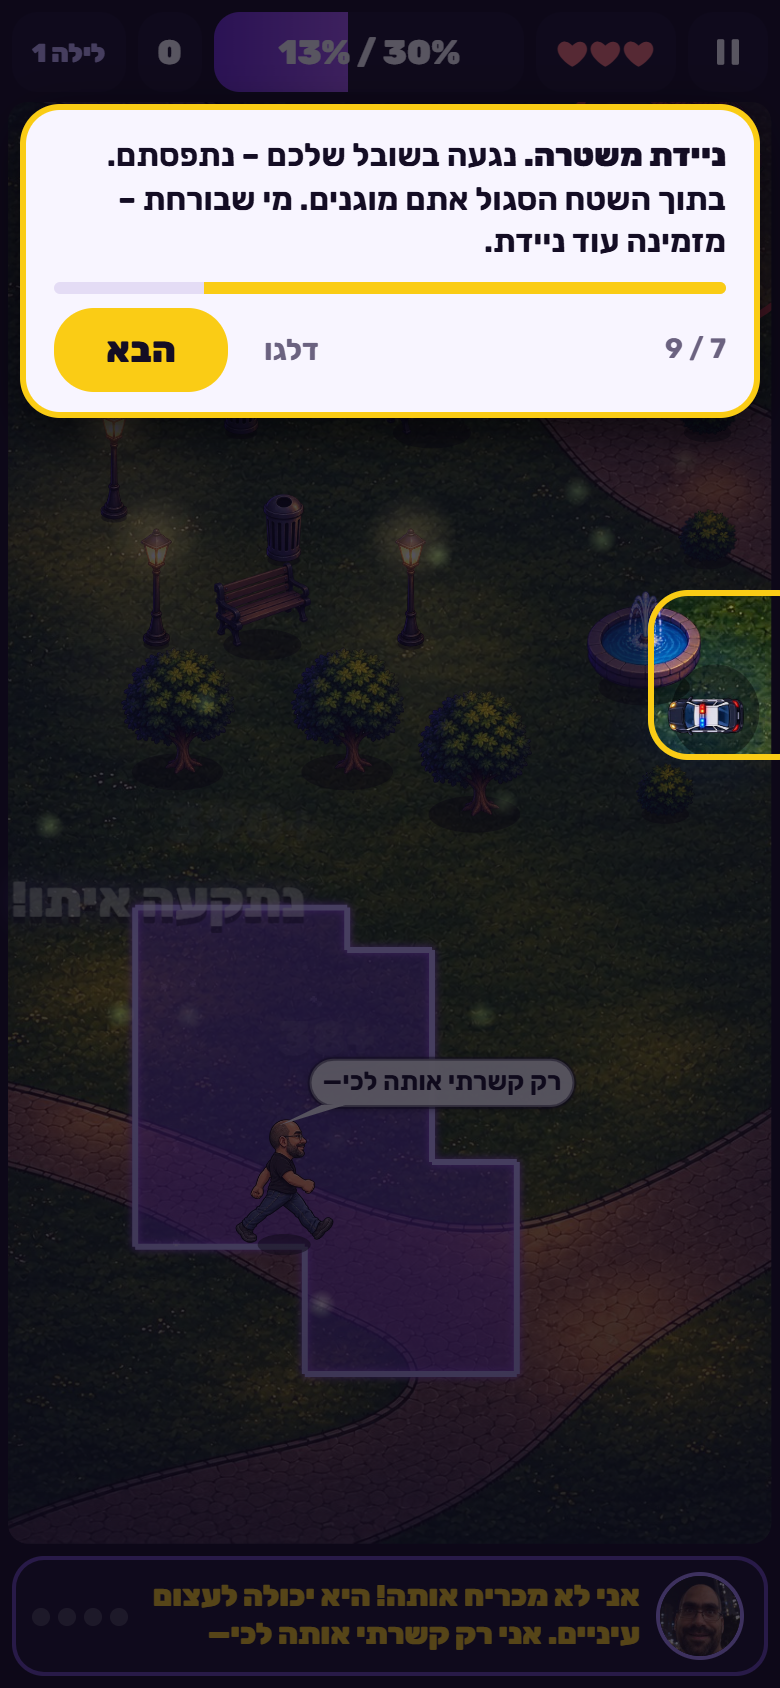 לילה 1
0
13% / 30%
ניידת משטרה. נגעה בשובל שלכם – נתפסתם.
בתוך השטח הסגול אתם מוגנים. מי שבורחת –
מזמינה עוד ניידת.
7 / 9
דלגו
הבא
נתקעה איתו!
רק קשרתי אותה לכי—
אני לא מכריח אותה! היא יכולה לעצום
עיניים. אני רק קשרתי אותה לכי—